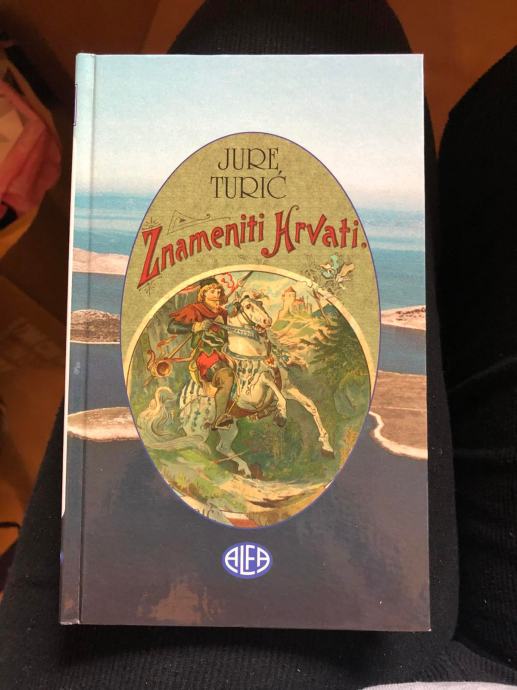 JURE
TURIĆ
Znameniti Hrvati.
ALFA